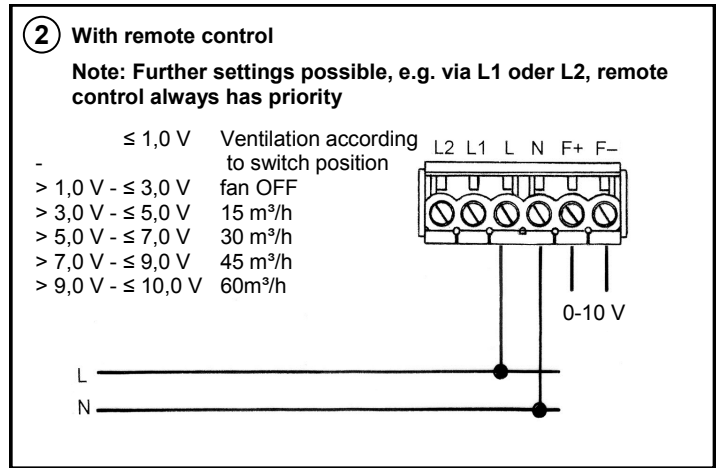 2 With remote control
Note: Further settings possible, e.g. via L1 oder L2, remote
control always has priority
≤ 1,0 V Ventilation according
- to switch position
> 1,0 V - ≤ 3,0 V fan OFF
> 3,0 V - ≤ 5,0 V 15 m³/h
> 5,0 V - ≤ 7,0 V 30 m³/h
> 7,0 V - ≤ 9,0 V 45 m³/h
> 9,0 V - ≤ 10,0 V 60m³/h
L2 L1 L N F+ F–
0-10 V
L
N